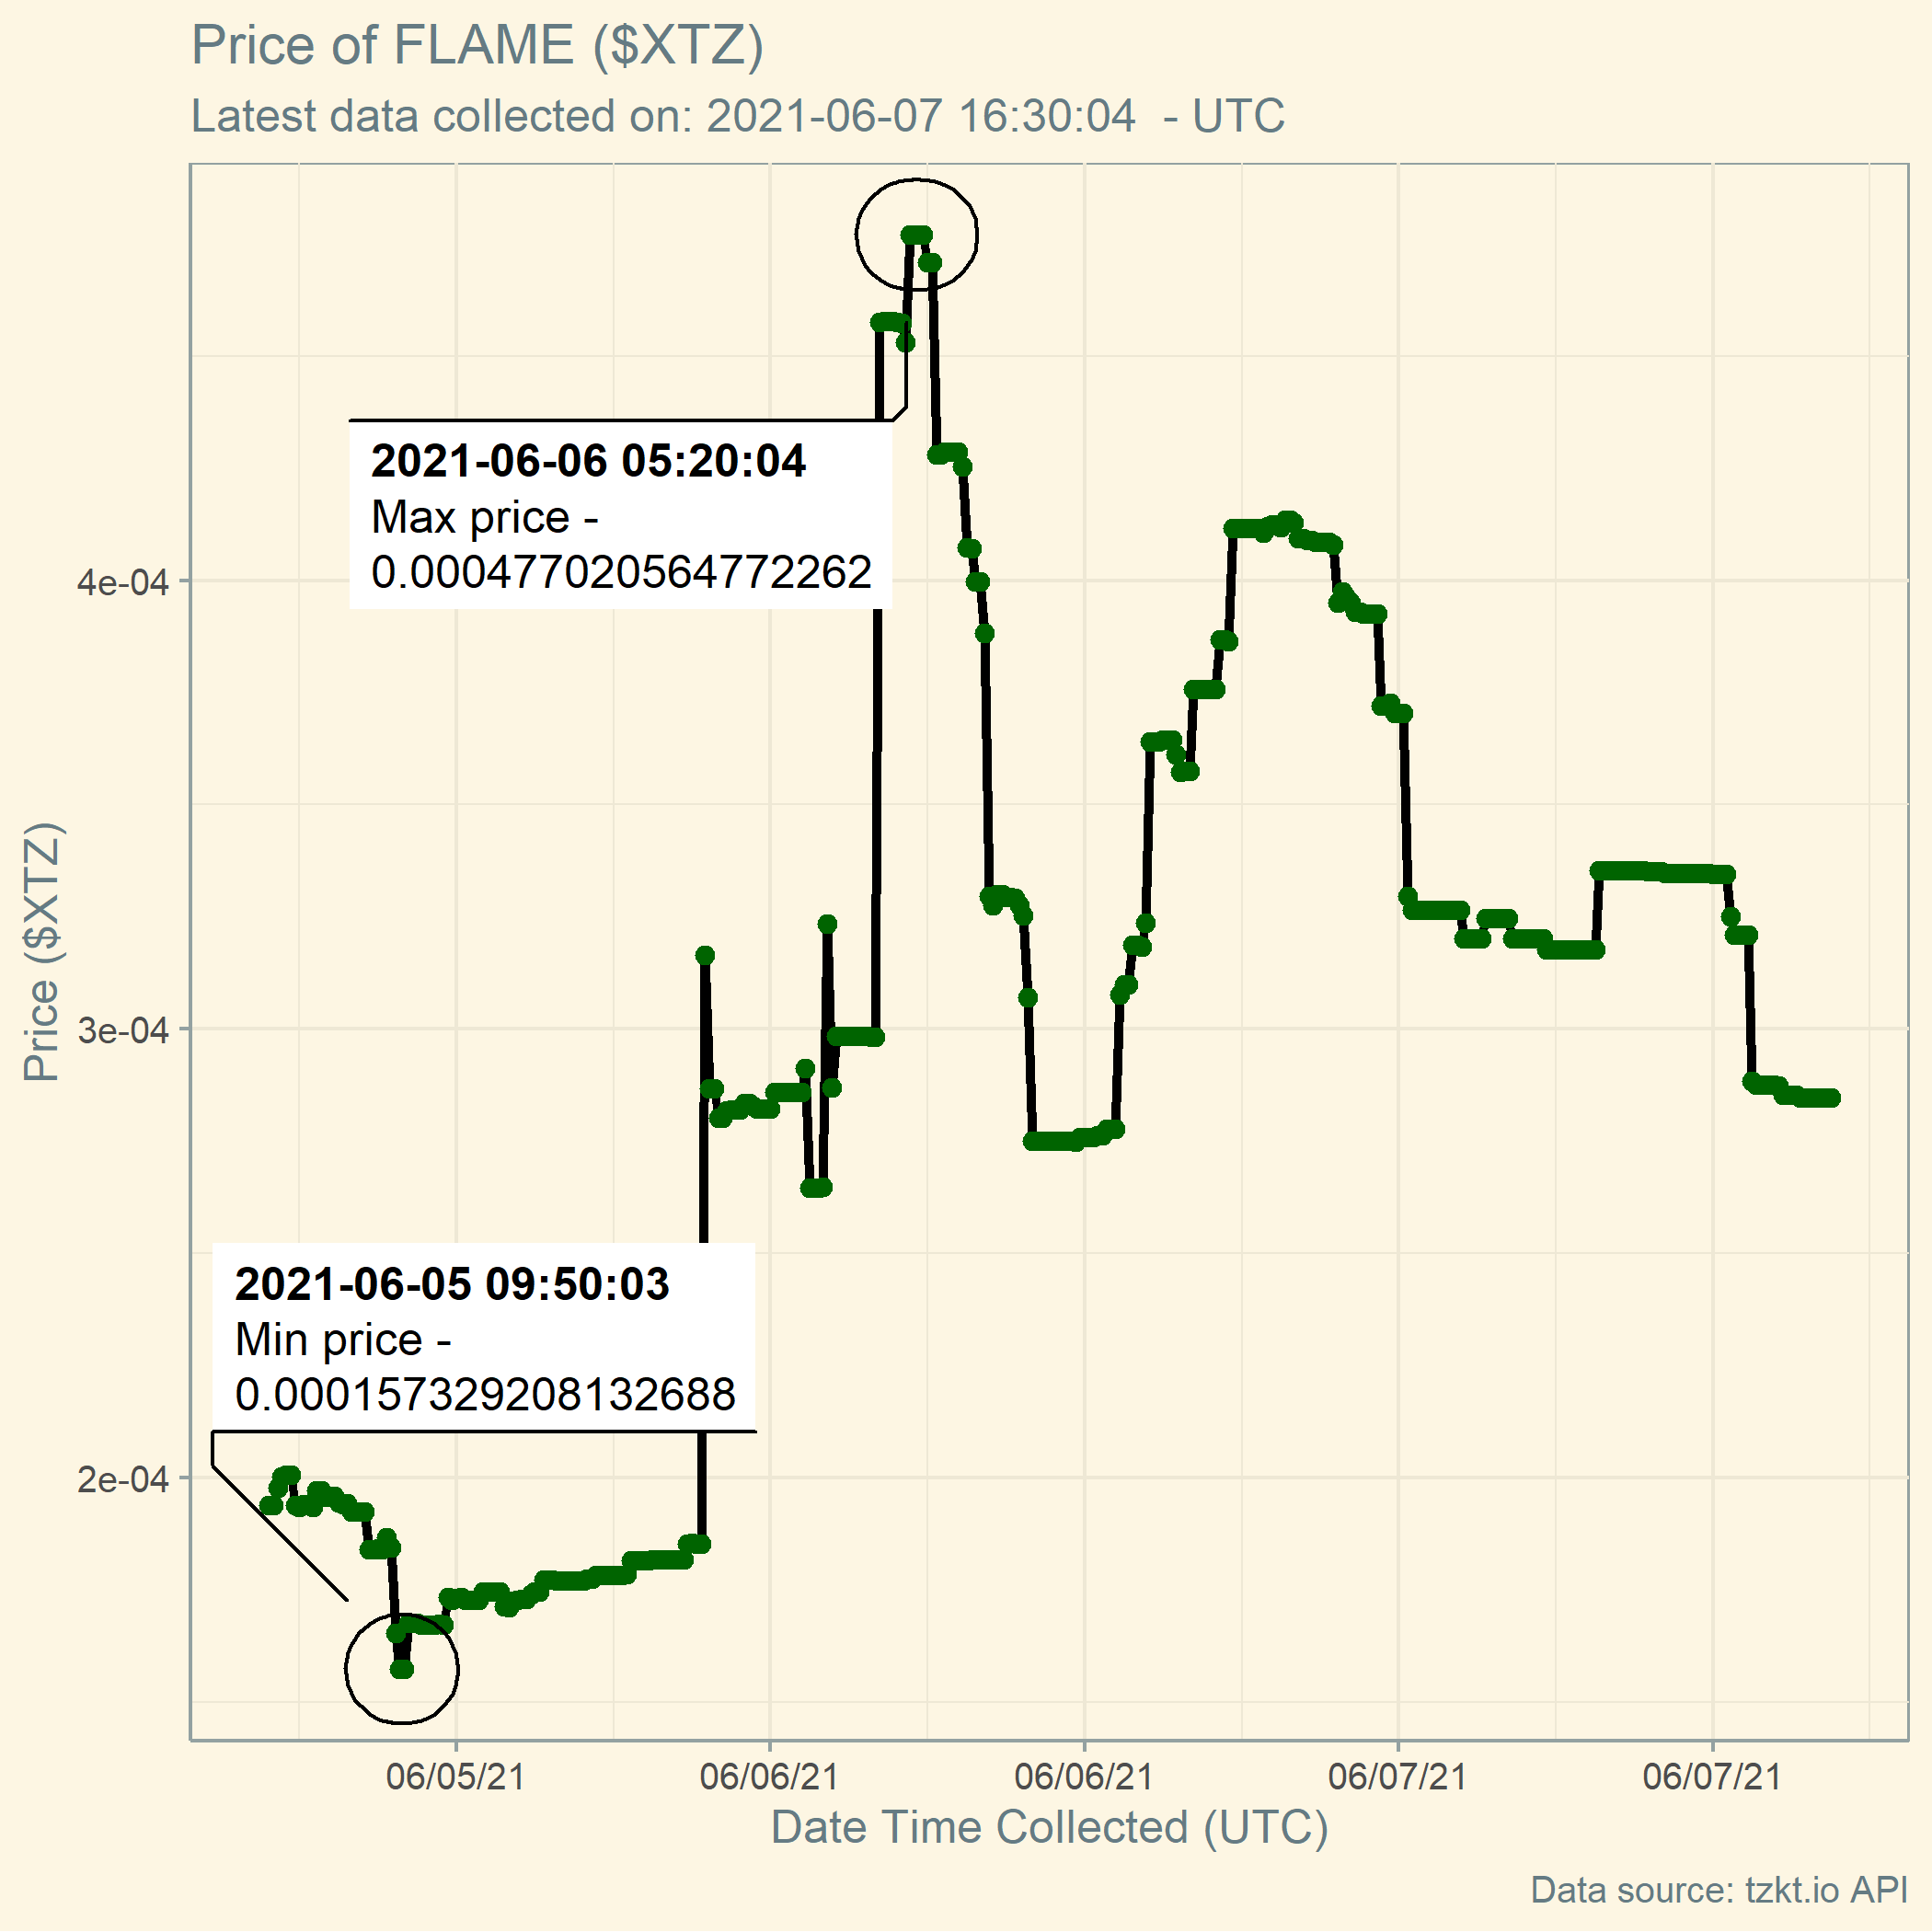 Price of FLAME ($XTZ)
Latest data collected on: 2021-06-07 16:30:04 - UTC
2021-06-06 05:20:04
Max price -
0.000477020564772262
4e-04
3e-04
2e-04
Price ($XTZ)
2021-06-05 09:50:03
Min price -
0.000157329208132688
06/05/21
06/06/21
06/06/21
06/07/21
06/07/21
Date Time Collected (UTC)
Data source: tzkt.io API